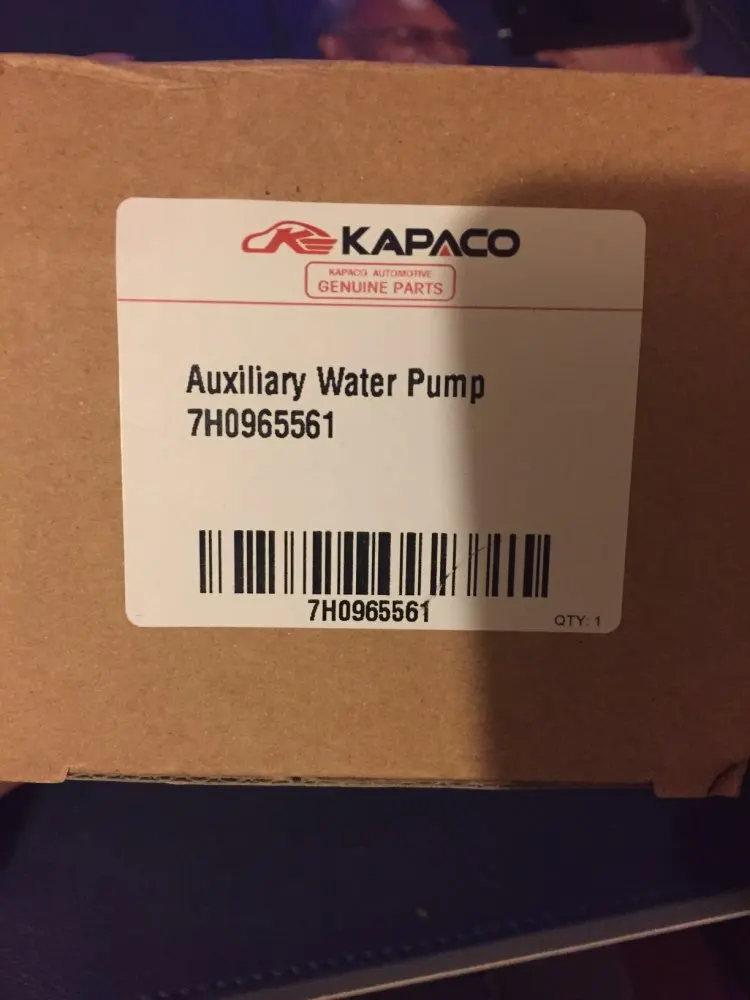 KAPACO
KAPACO AUTOMOTIVE
GENUINE PARTS
Auxiliary Water Pump
7H0965561
7H0965561
QTY: 1